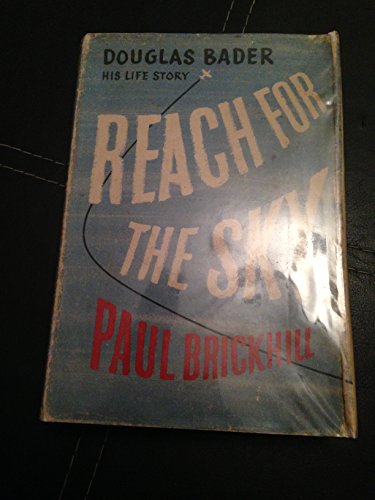 DOUGLAS BADER
HIS LIFE STORY
REACH FOR
THE SKY
PAUL BRICKHILL